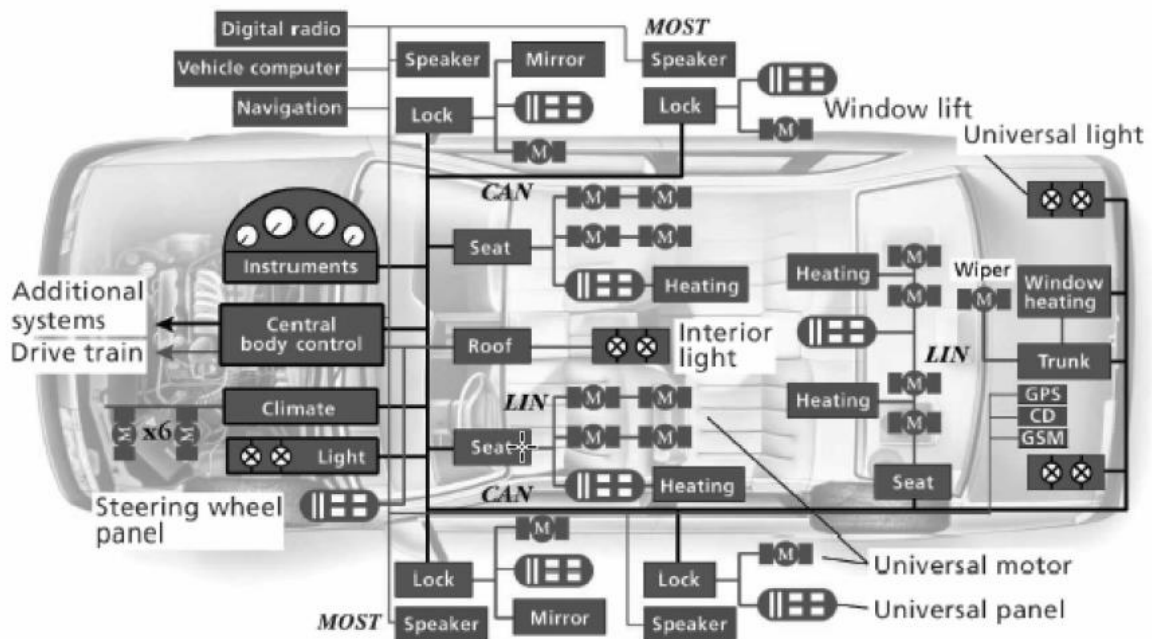 Digital radio
MOST
Speaker
Mirror
Speaker
Vehicle computer
Navigation
Lock
Lock
Window lift
M
M
Universal light
CAN
M
M
Seat
M
M
Instruments
Heating
Heating
M
Wiper
M
M
Window
heating
Additional
systems
Drive train
Central
body control
Roof
Interior
light
LIN
Trunk
Climate
LIN
M
M
Heating
M
GPS
CD
GSM
M
x6
M
Light
Seat
M
M
M
CAN
Heating
Seat
Steering wheel
panel
M
Lock
Lock
M
Universal motor
MOST
Speaker
Mirror
Speaker
Universal panel